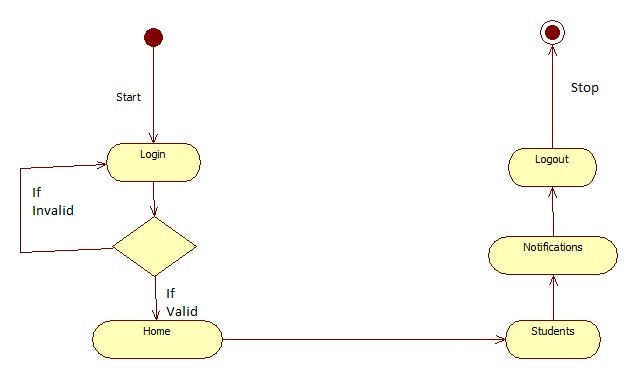 Start
Login
If
Invalid
If
Valid
Home
Students
Notifications
Logout
Stop